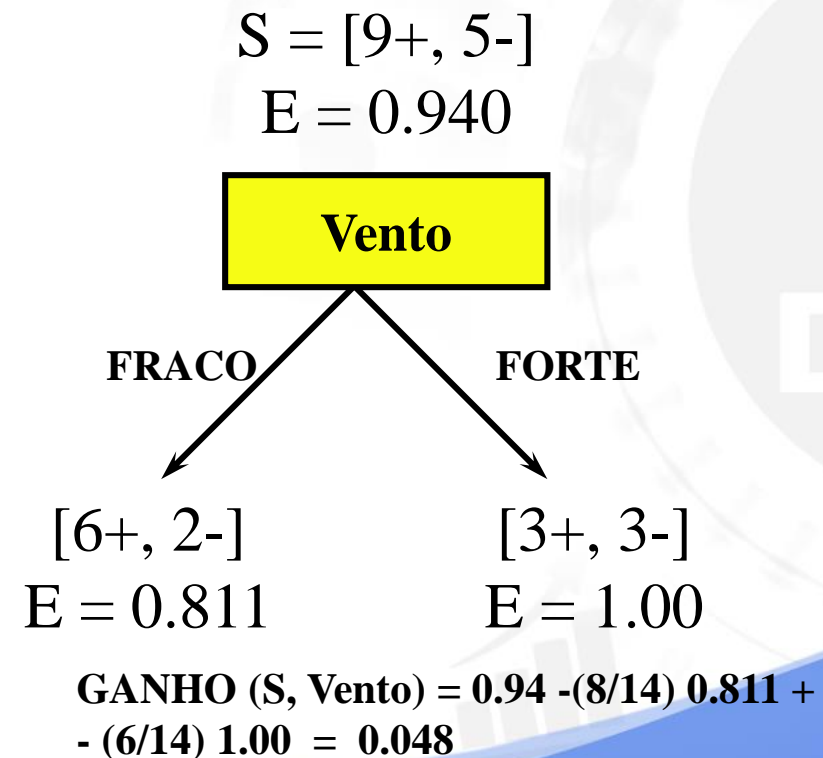 S = [9+, 5-]
E = 0.940
Vento
FRACO
FORTE
[6+, 2-]
[3+, 3-]
E = 0.811
E = 1.00
GANHO (S, Vento) = 0.94 -(8/14) 0.811 +
- (6/14) 1.00 = 0.048